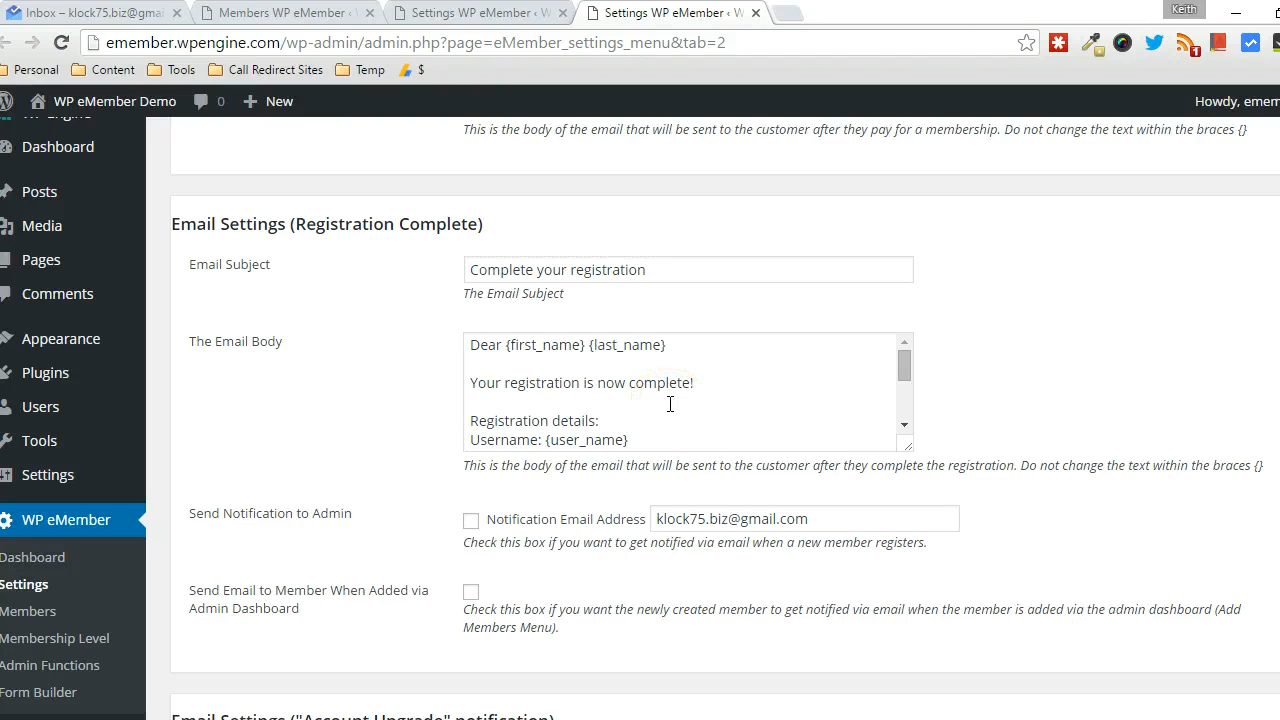 Inbox – klock75.biz@gmai
Members WP eMember ‹ W
Settings WP eMember ‹ W
Settings WP eMember ‹ W
Keith
emember.wpengine.com/wp-admin/admin.php?page=eMember_settings_menu&tab=2
1
Personal
Content
Tools
Call Redirect Sites
Temp
$
WP eMember Demo
0
New
Howdy, emem
WP Engine
Dashboard
Posts
Media
Pages
Comments
Appearance
Plugins
Users
Tools
Settings
WP eMember
Dashboard
Settings
Members
Membership Level
Admin Functions
Form Builder
This is the body of the email that will be sent to the customer after they pay for a membership. Do not change the text within the braces {}
Email Settings (Registration Complete)
Email Subject
Complete your registration
The Email Subject
The Email Body
Dear {first_name} {last_name}
Your registration is now complete!
Registration details:
Username: {user_name}
This is the body of the email that will be sent to the customer after they complete the registration. Do not change the text within the braces {}
Send Notification to Admin
Notification Email Address
klock75.biz@gmail.com
Check this box if you want to get notified via email when a new member registers.
Send Email to Member When Added via
Admin Dashboard
Check this box if you want the newly created member to get notified via email when the member is added via the admin dashboard (Add
Members Menu).
Email Settings ("Account Upgrade" notification)